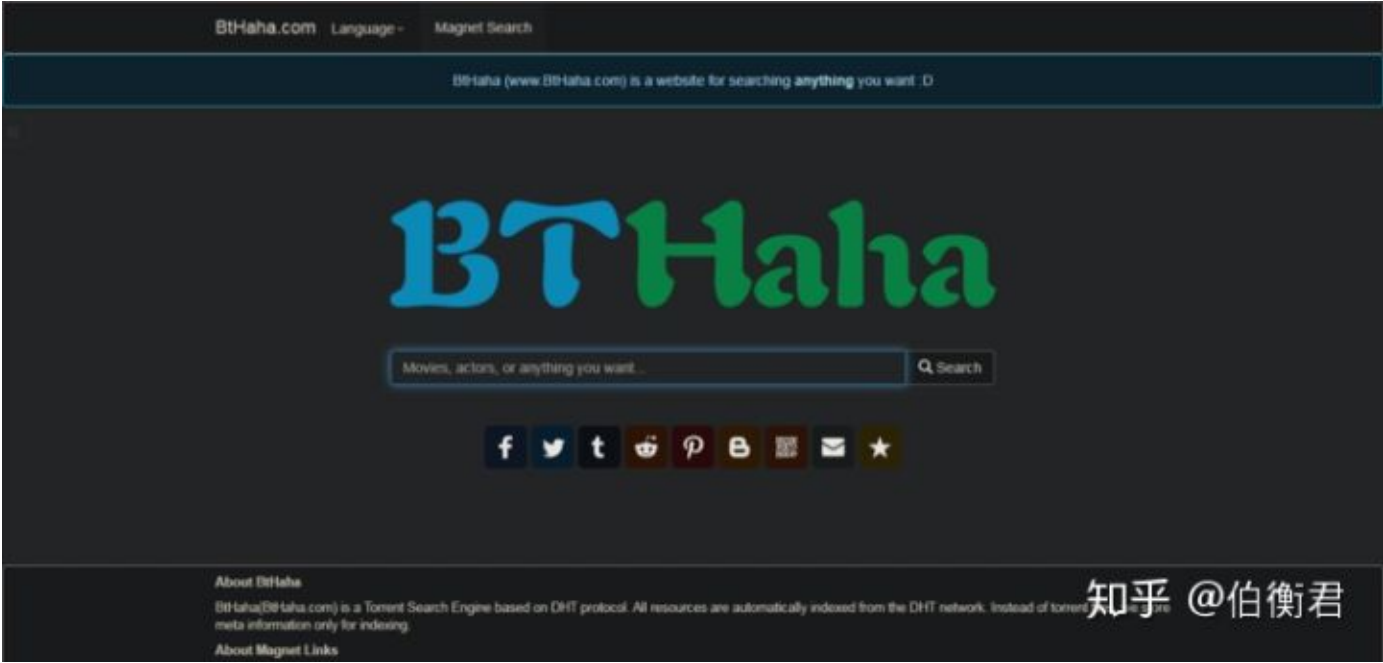 BtHaha.com Language Magnet Search
BtHaha (www.BtHaha.com) is a website for searching anything you want :D
BTHaha
Movies, actors, or anything you want...
Search
About BtHaha
BtHaha(BtHaha.com) is a Torrent Search Engine based on DHT protocol. All resources are automatically indexed from the DHT network. Instead of torrent
meta information only for indexing.
知乎 @伯衡君
About Magnet Links